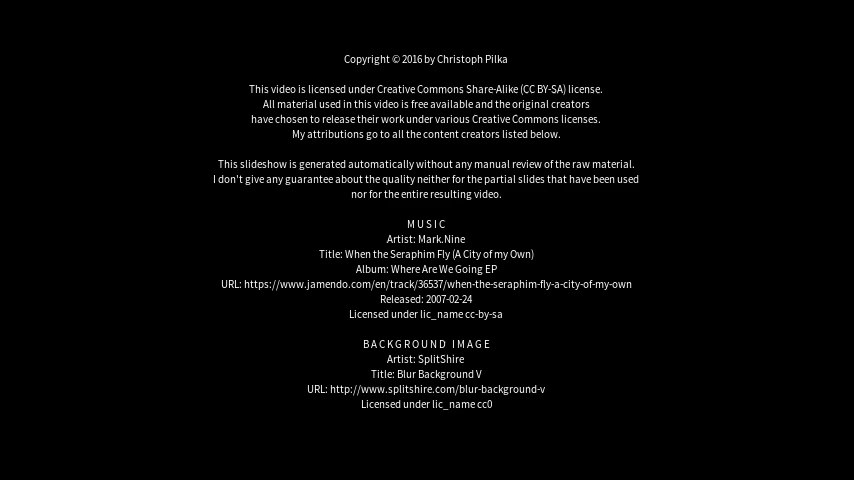 Copyright © 2016 by Christoph Pilka
This video is licensed under Creative Commons Share-Alike (CC BY-SA) license.
All material used in this video is free available and the original creators
have chosen to release their work under various Creative Commons licenses.
My attributions go to all the content creators listed below.
This slideshow is generated automatically without any manual review of the raw material.
I don't give any guarantee about the quality neither for the partial slides that have been used
nor for the entire resulting video.
M U S I C
Artist: Mark.Nine
Title: When the Seraphim Fly (A City of my Own)
Album: Where Are We Going EP
URL: https://www.jamendo.com/en/track/36537/when-the-seraphim-fly-a-city-of-my-own
Released: 2007-02-24
Licensed under lic_name cc-by-sa
B A C K G R O U N D   I M A G E
Artist: SplitShire
Title: Blur Background V
URL: http://www.splitshire.com/blur-background-v
Licensed under lic_name cc0